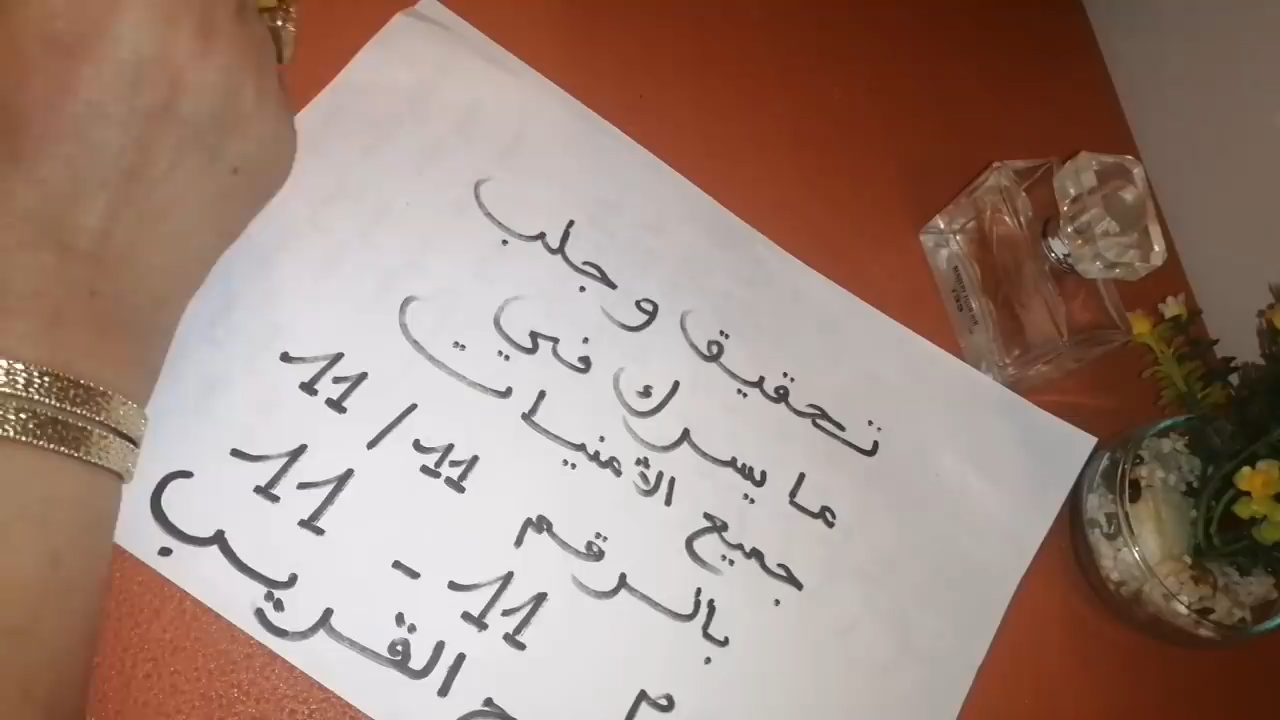 تحقيق وجلب
ما يسرك في
جميع الأمنيات
بالرقم 11/11
م 11 - 11
ح القريب